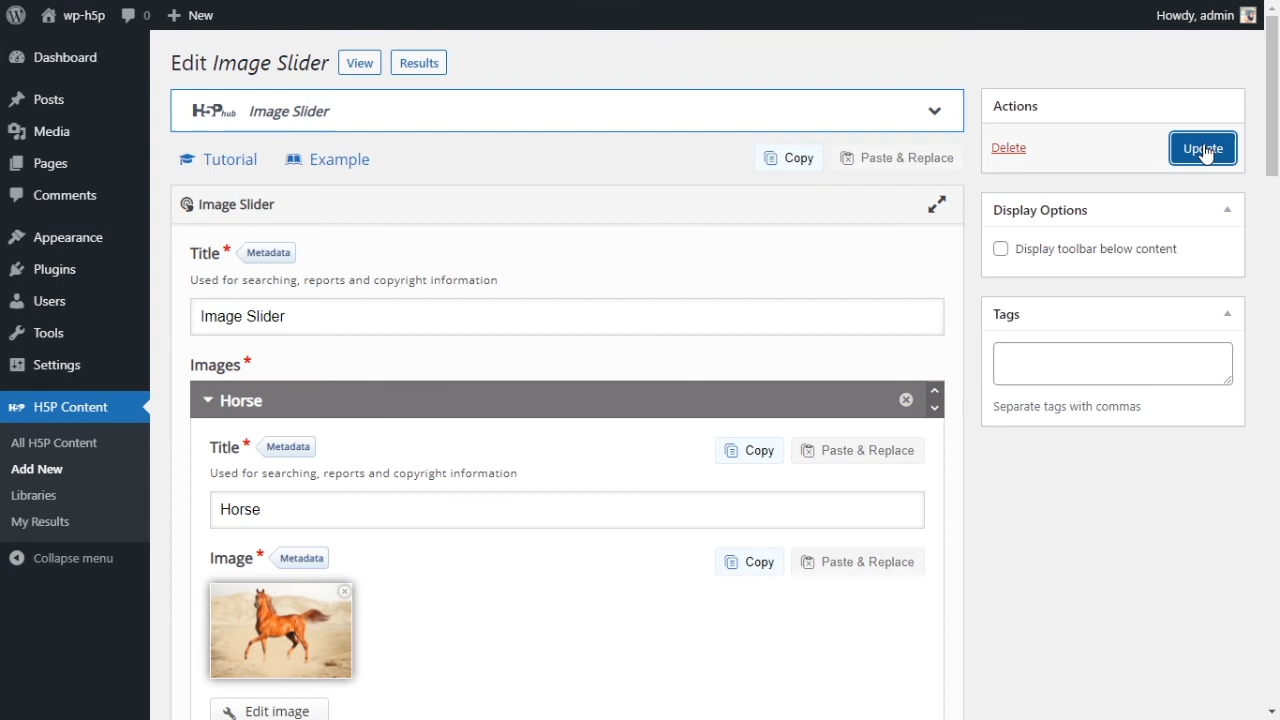 wp-h5p
0
New
Howdy, admin
Dashboard
Posts
Media
Pages
Comments
Appearance
Plugins
Users
Tools
Settings
H5P Content
All H5P Content
Add New
Libraries
My Results
Collapse menu
Edit Image Slider
View
Results
H5P hub Image Slider
Tutorial
Example
Copy
Paste & Replace
Image Slider
Title*
Metadata
Used for searching, reports and copyright information
Image Slider
Images*
Horse
Title*
Metadata
Copy
Paste & Replace
Used for searching, reports and copyright information
Horse
Image*
Metadata
Copy
Paste & Replace
Edit image
Actions
Delete
Update
Display Options
Display toolbar below content
Tags
Separate tags with commas